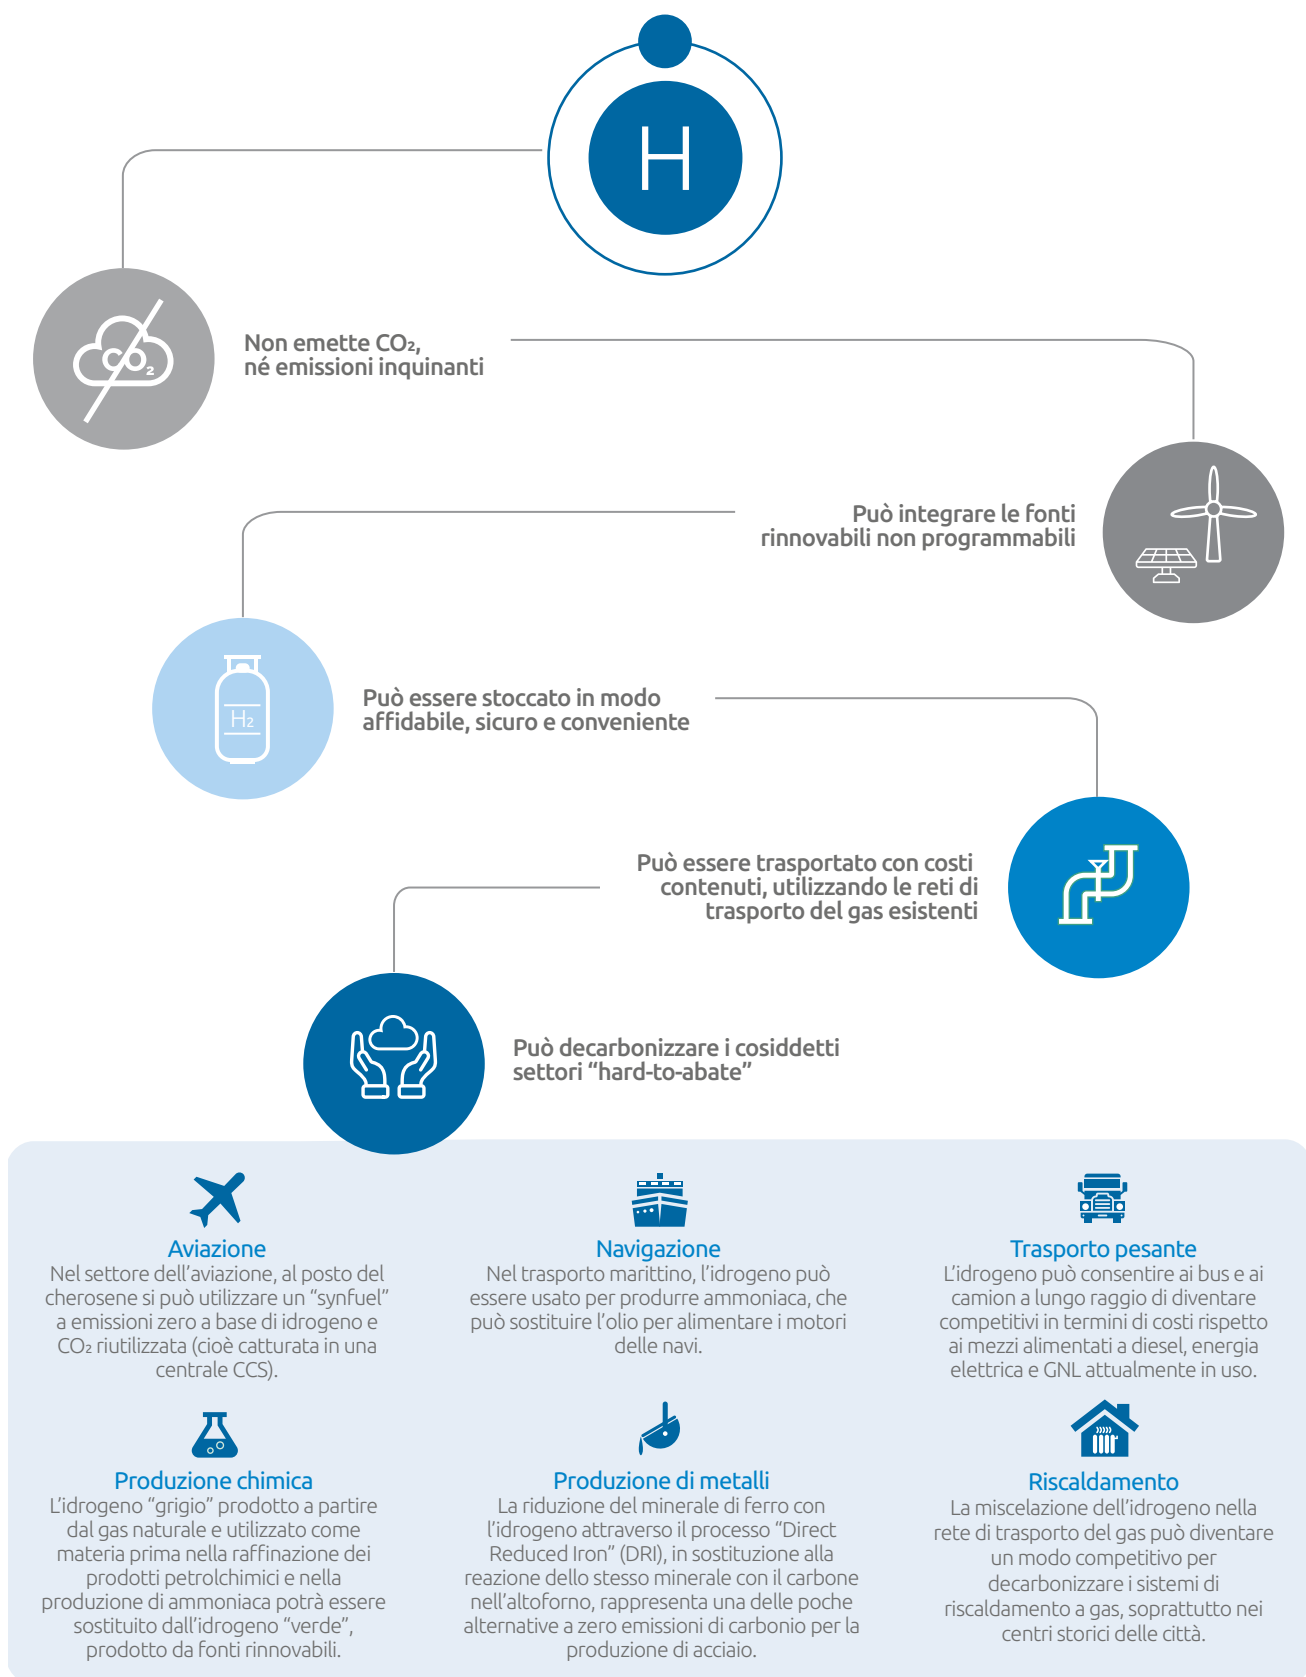 H
CO₂
Non emette CO₂,
né emissioni inquinanti
Può integrare le fonti
rinnovabili non programmabili
H₂
Può essere stoccato in modo
affidabile, sicuro e conveniente
Può essere trasportato con costi
contenuti, utilizzando le reti di
trasporto del gas esistenti
Può decarbonizzare i cosiddetti
settori “hard-to-abate”
Aviazione
Nel settore dell’aviazione, al posto del
cherosene si può utilizzare un “synfuel”
a emissioni zero a base di idrogeno e
CO₂ riutilizzata (cioè catturata in una
centrale CCS).
Navigazione
Nel trasporto marittino, l’idrogeno può
essere usato per produrre ammoniaca, che
può sostituire l’olio per alimentare i motori
delle navi.
Trasporto pesante
L’idrogeno può consentire ai bus e ai
camion a lungo raggio di diventare
competitivi in termini di costi rispetto
ai mezzi alimentati a diesel, energia
elettrica e GNL attualmente in uso.
Produzione chimica
L’idrogeno “grigio” prodotto a partire
dal gas naturale e utilizzato come
materia prima nella raffinazione dei
prodotti petrolchimici e nella
produzione di ammoniaca potrà essere
sostituito dall’idrogeno “verde”,
prodotto da fonti rinnovabili.
Produzione di metalli
La riduzione del minerale di ferro con
l’idrogeno attraverso il processo “Direct
Reduced Iron” (DRI), in sostituzione alla
reazione dello stesso minerale con il carbone
nell’altoforno, rappresenta una delle poche
alternative a zero emissioni di carbonio per la
produzione di acciaio.
Riscaldamento
La miscelazione dell’idrogeno nella
rete di trasporto del gas può diventare
un modo competitivo per
decarbonizzare i sistemi di
riscaldamento a gas, soprattutto nei
centri storici delle città.